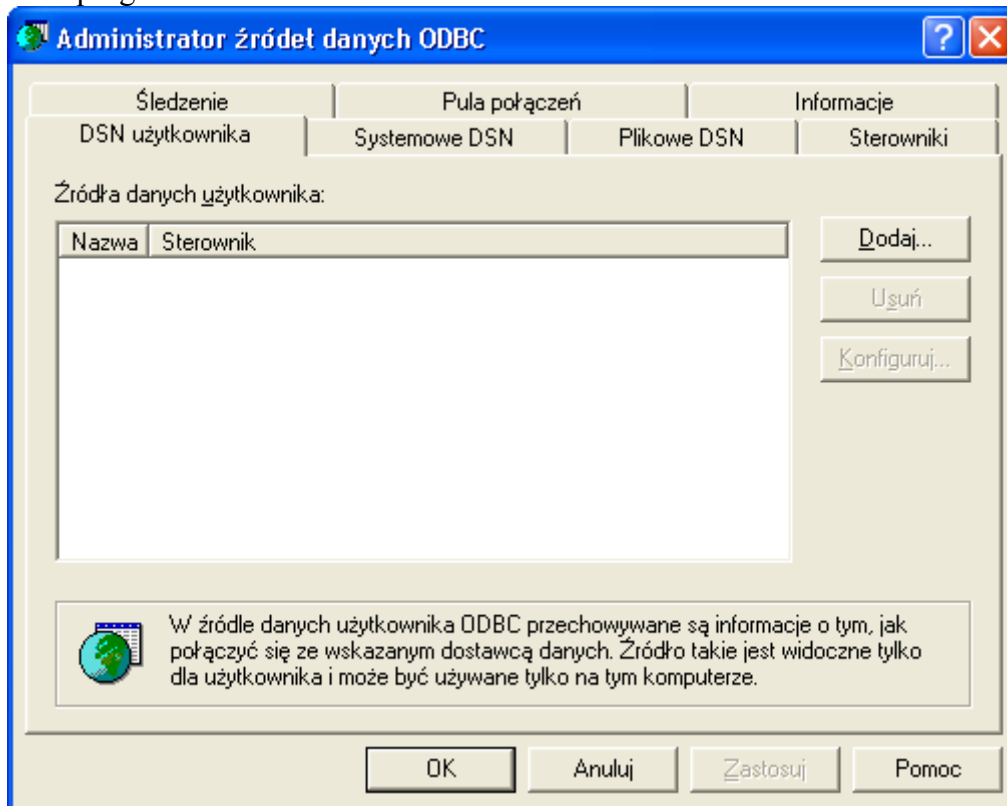 Administrator źródeł danych ODBC
Śledzenie Pula połączeń Informacje
DSN użytkownika Systemowe DSN Plikowe DSN Sterowniki
Źródła danych użytkownika:
Nazwa Sterownik
Dodaj...
Usuń
Konfiguruj...
W źródle danych użytkownika ODBC przechowywane są informacje o tym, jak
połączyć się ze wskazanym dostawcą danych. Źródło takie jest widoczne tylko
dla użytkownika i może być używane tylko na tym komputerze.
OK Anuluj Zastosuj Pomoc